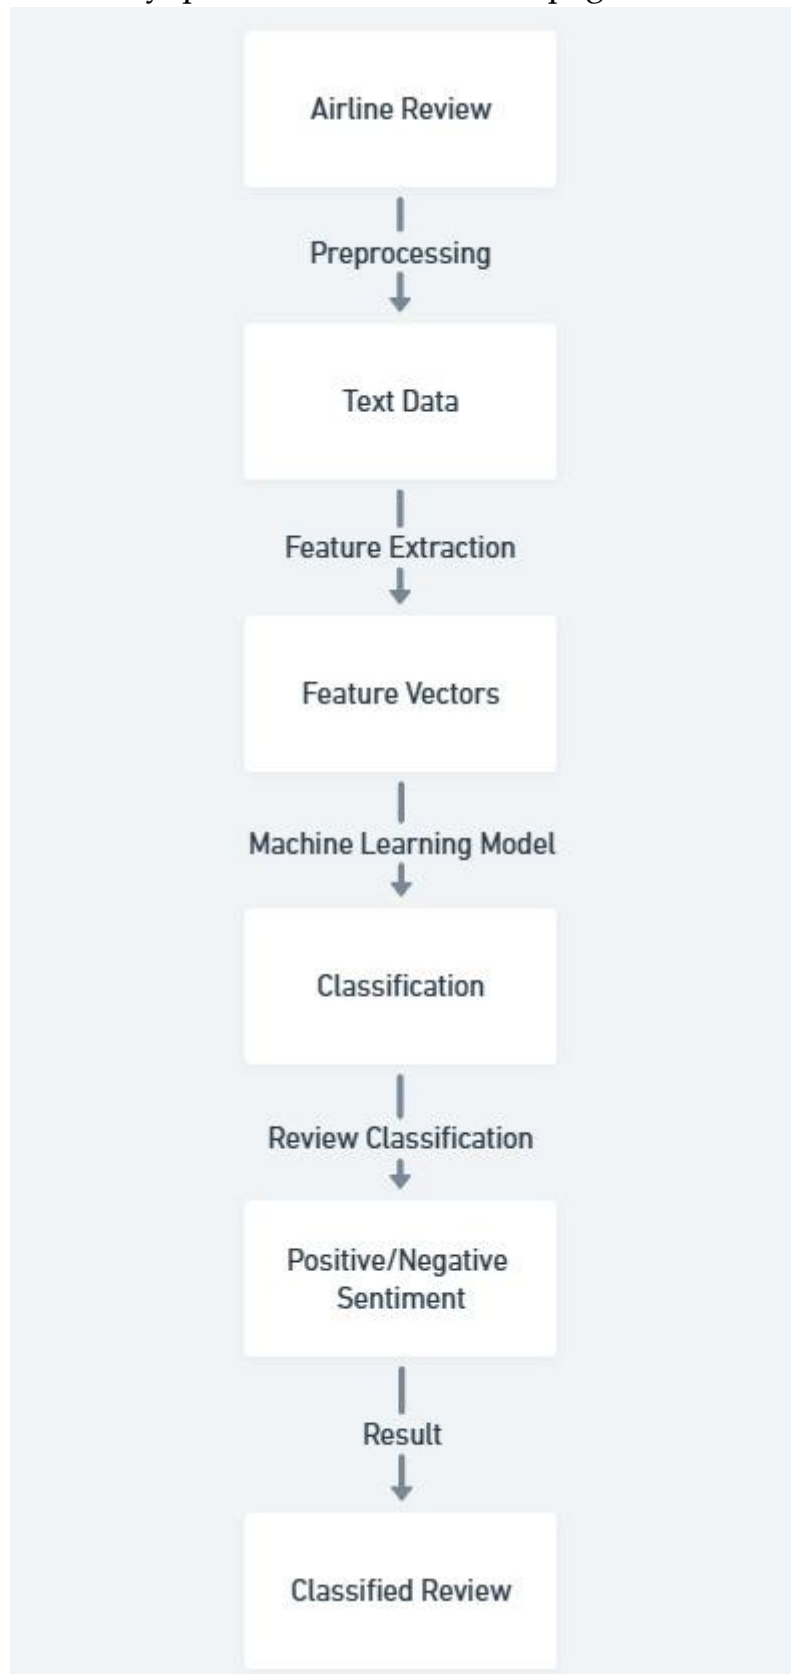 Airline Review
Preprocessing
Text Data
Feature Extraction
Feature Vectors
Machine Learning Model
Classification
Review Classification
Positive/Negative
Sentiment
Result
Classified Review